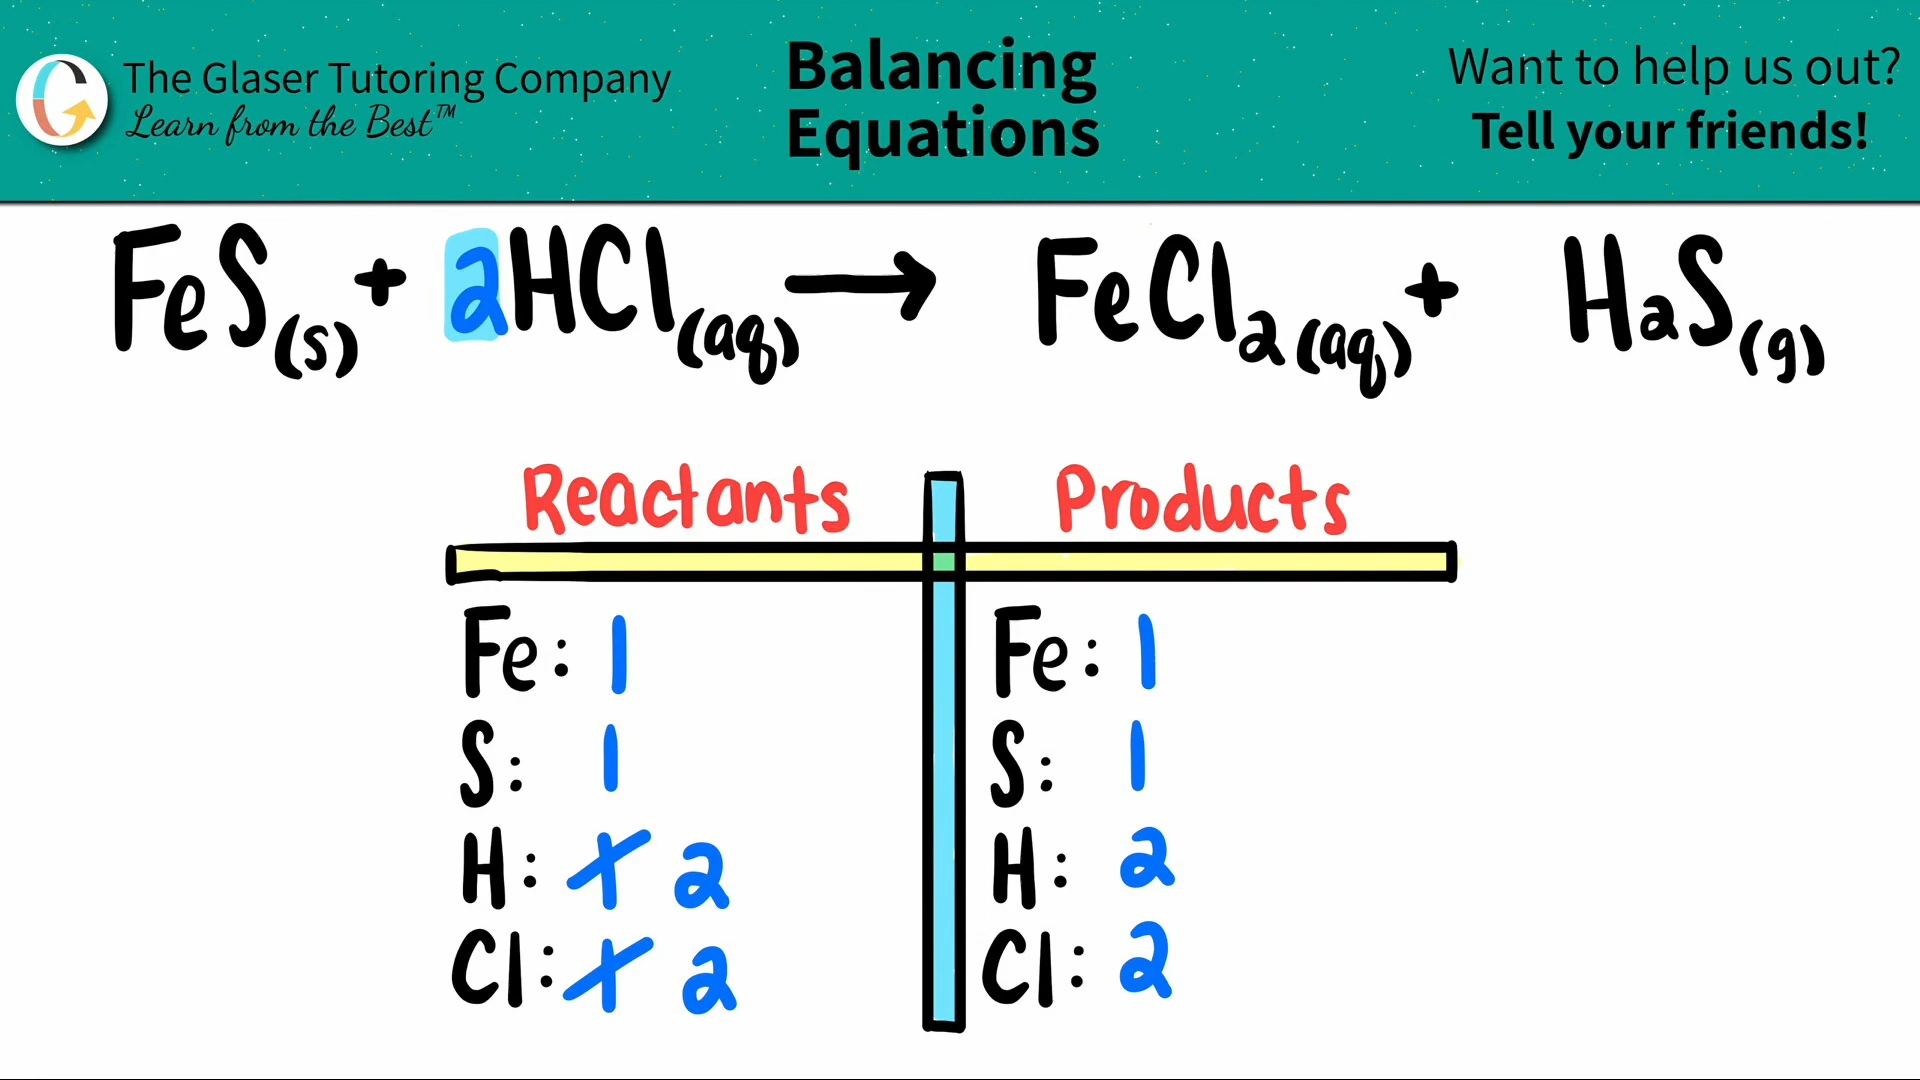 The Glaser Tutoring Company
Learn from the Best™
Balancing
Equations
Want to help us out?
Tell your friends!
FeS(s) + 2HCl(aq) → FeCl2(aq) + H2S(g)
Reactants Products
Fe: 1 Fe: 1
S: 1 S: 1
H: 1 2 H: 2
Cl: 1 2 Cl: 2